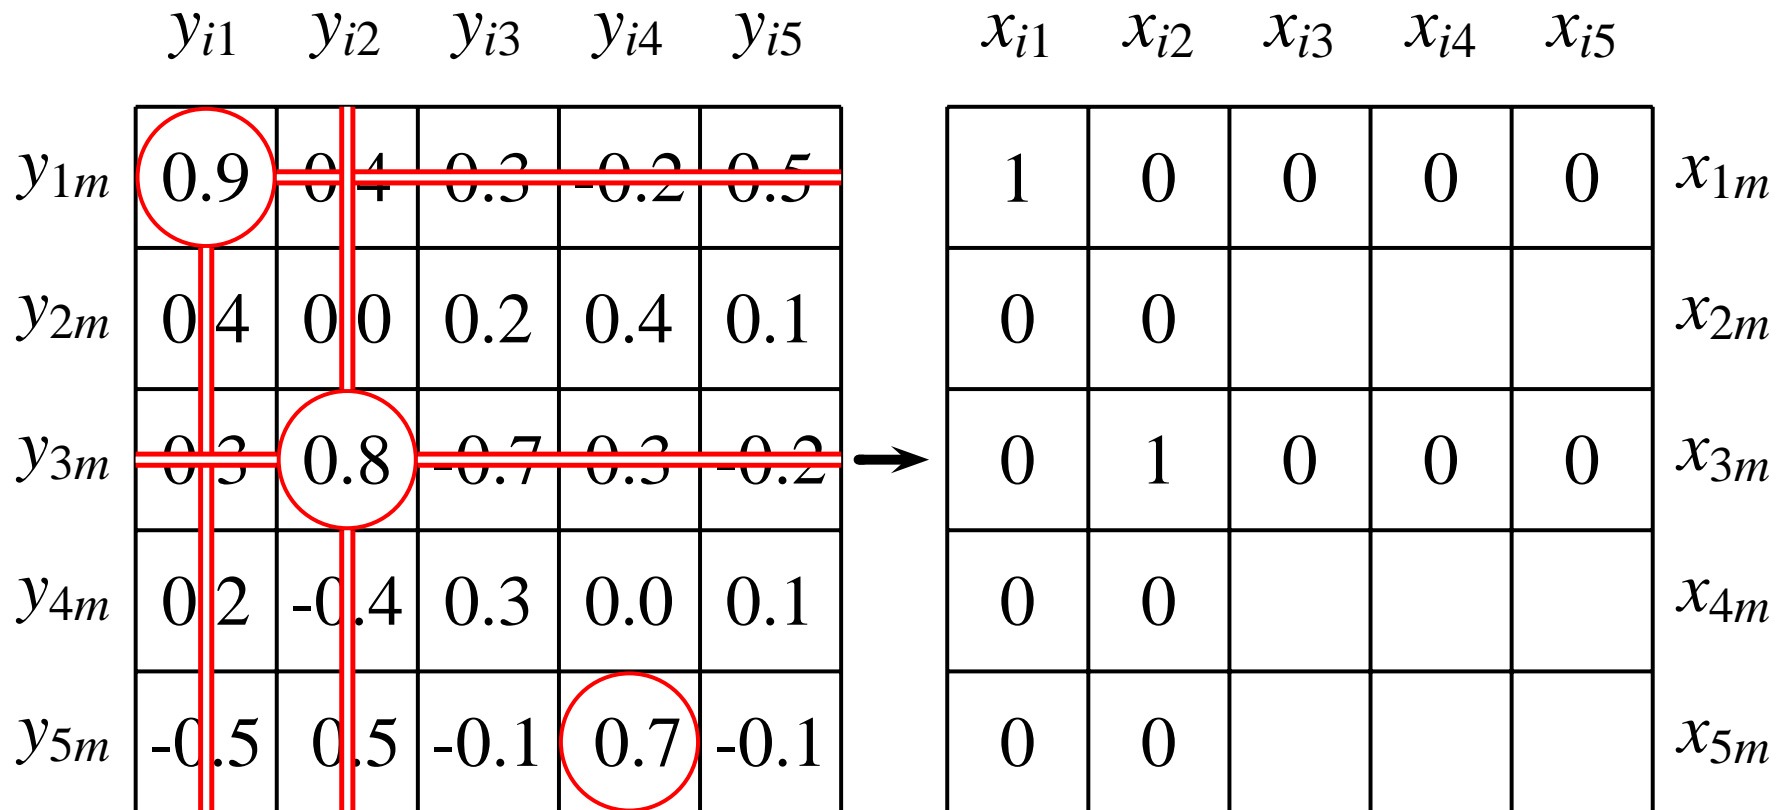 yi1 yi2 yi3 yi4 yi5 xi1 xi2 xi3 xi4 xi5
y1m 0.9 0.4 0.3 -0.2 0.5 1 0 0 0 0 x1m
y2m 0.4 0.0 0.2 0.4 0.1 0 0 x2m
y3m 0.3 0.8 -0.7 0.3 -0.2 0 1 0 0 0 x3m
y4m 0.2 -0.4 0.3 0.0 0.1 0 0 x4m
y5m -0.5 0.5 -0.1 0.7 -0.1 0 0 x5m